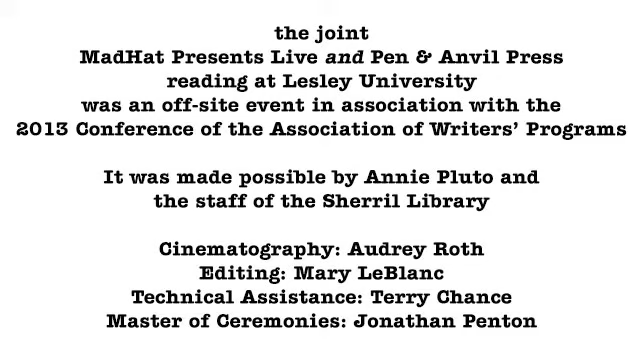 the joint
MadHat Presents Live and Pen & Anvil Press
reading at Lesley University
was an off-site event in association with the
2013 Conference of the Association of Writers' Programs
It was made possible by Annie Pluto and
the staff of the Sherril Library
Cinematography: Audrey Roth
Editing: Mary LeBlanc
Technical Assistance: Terry Chance
Master of Ceremonies: Jonathan Penton